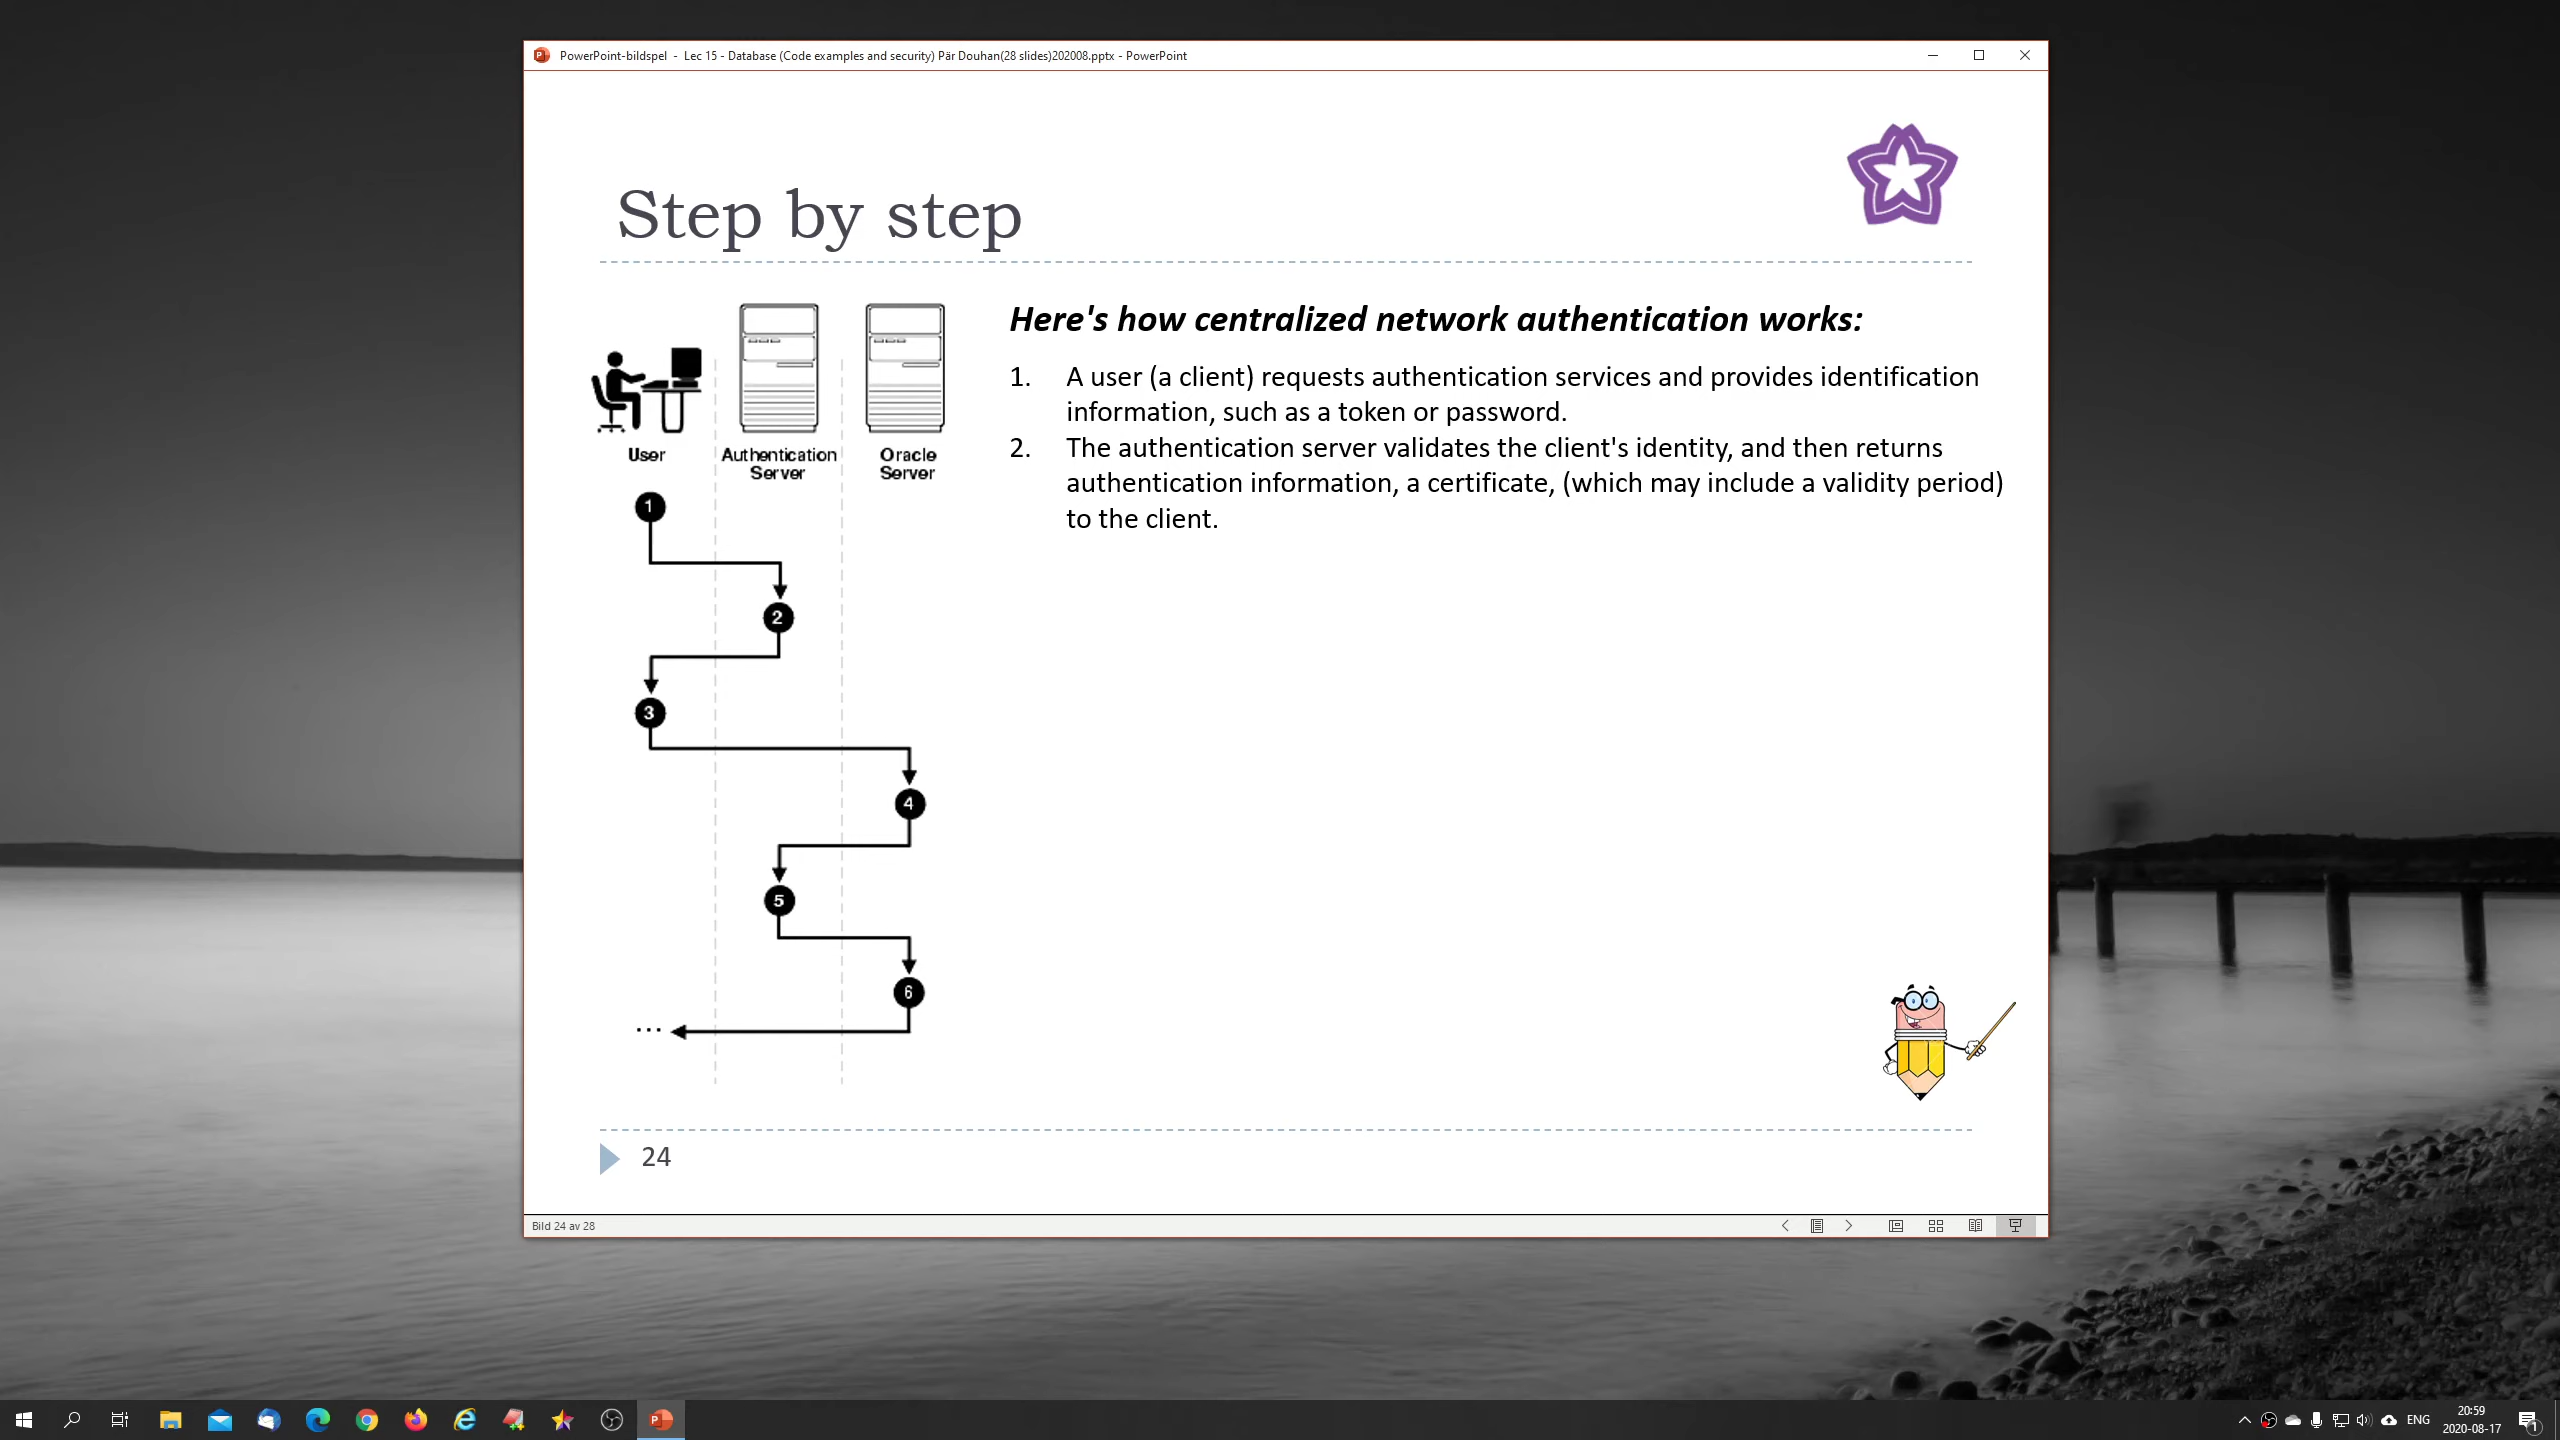 PowerPoint-bildspel - Lec 15 - Database (Code examples and security) Pär Douhan(28 slides)202008.pptx - PowerPoint
Step by step
User
Authentication
Server
Oracle
Server
1
2
3
4
5
6
...
Here's how centralized network authentication works:
1. A user (a client) requests authentication services and provides identification
information, such as a token or password.
2. The authentication server validates the client's identity, and then returns
authentication information, a certificate, (which may include a validity period)
to the client.
24
Bild 24 av 28
ENG
20:59
2020-08-17
1